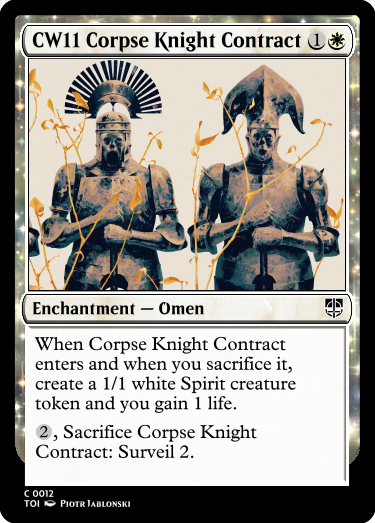 CW11 Corpse Knight Contract 1
Enchantment — Omen
When Corpse Knight Contract
enters and when you sacrifice it,
create a 1/1 white Spirit creature
token and you gain 1 life.
2, Sacrifice Corpse Knight
Contract: Surveil 2.
C 0012
TOI Piotr Jabłonski